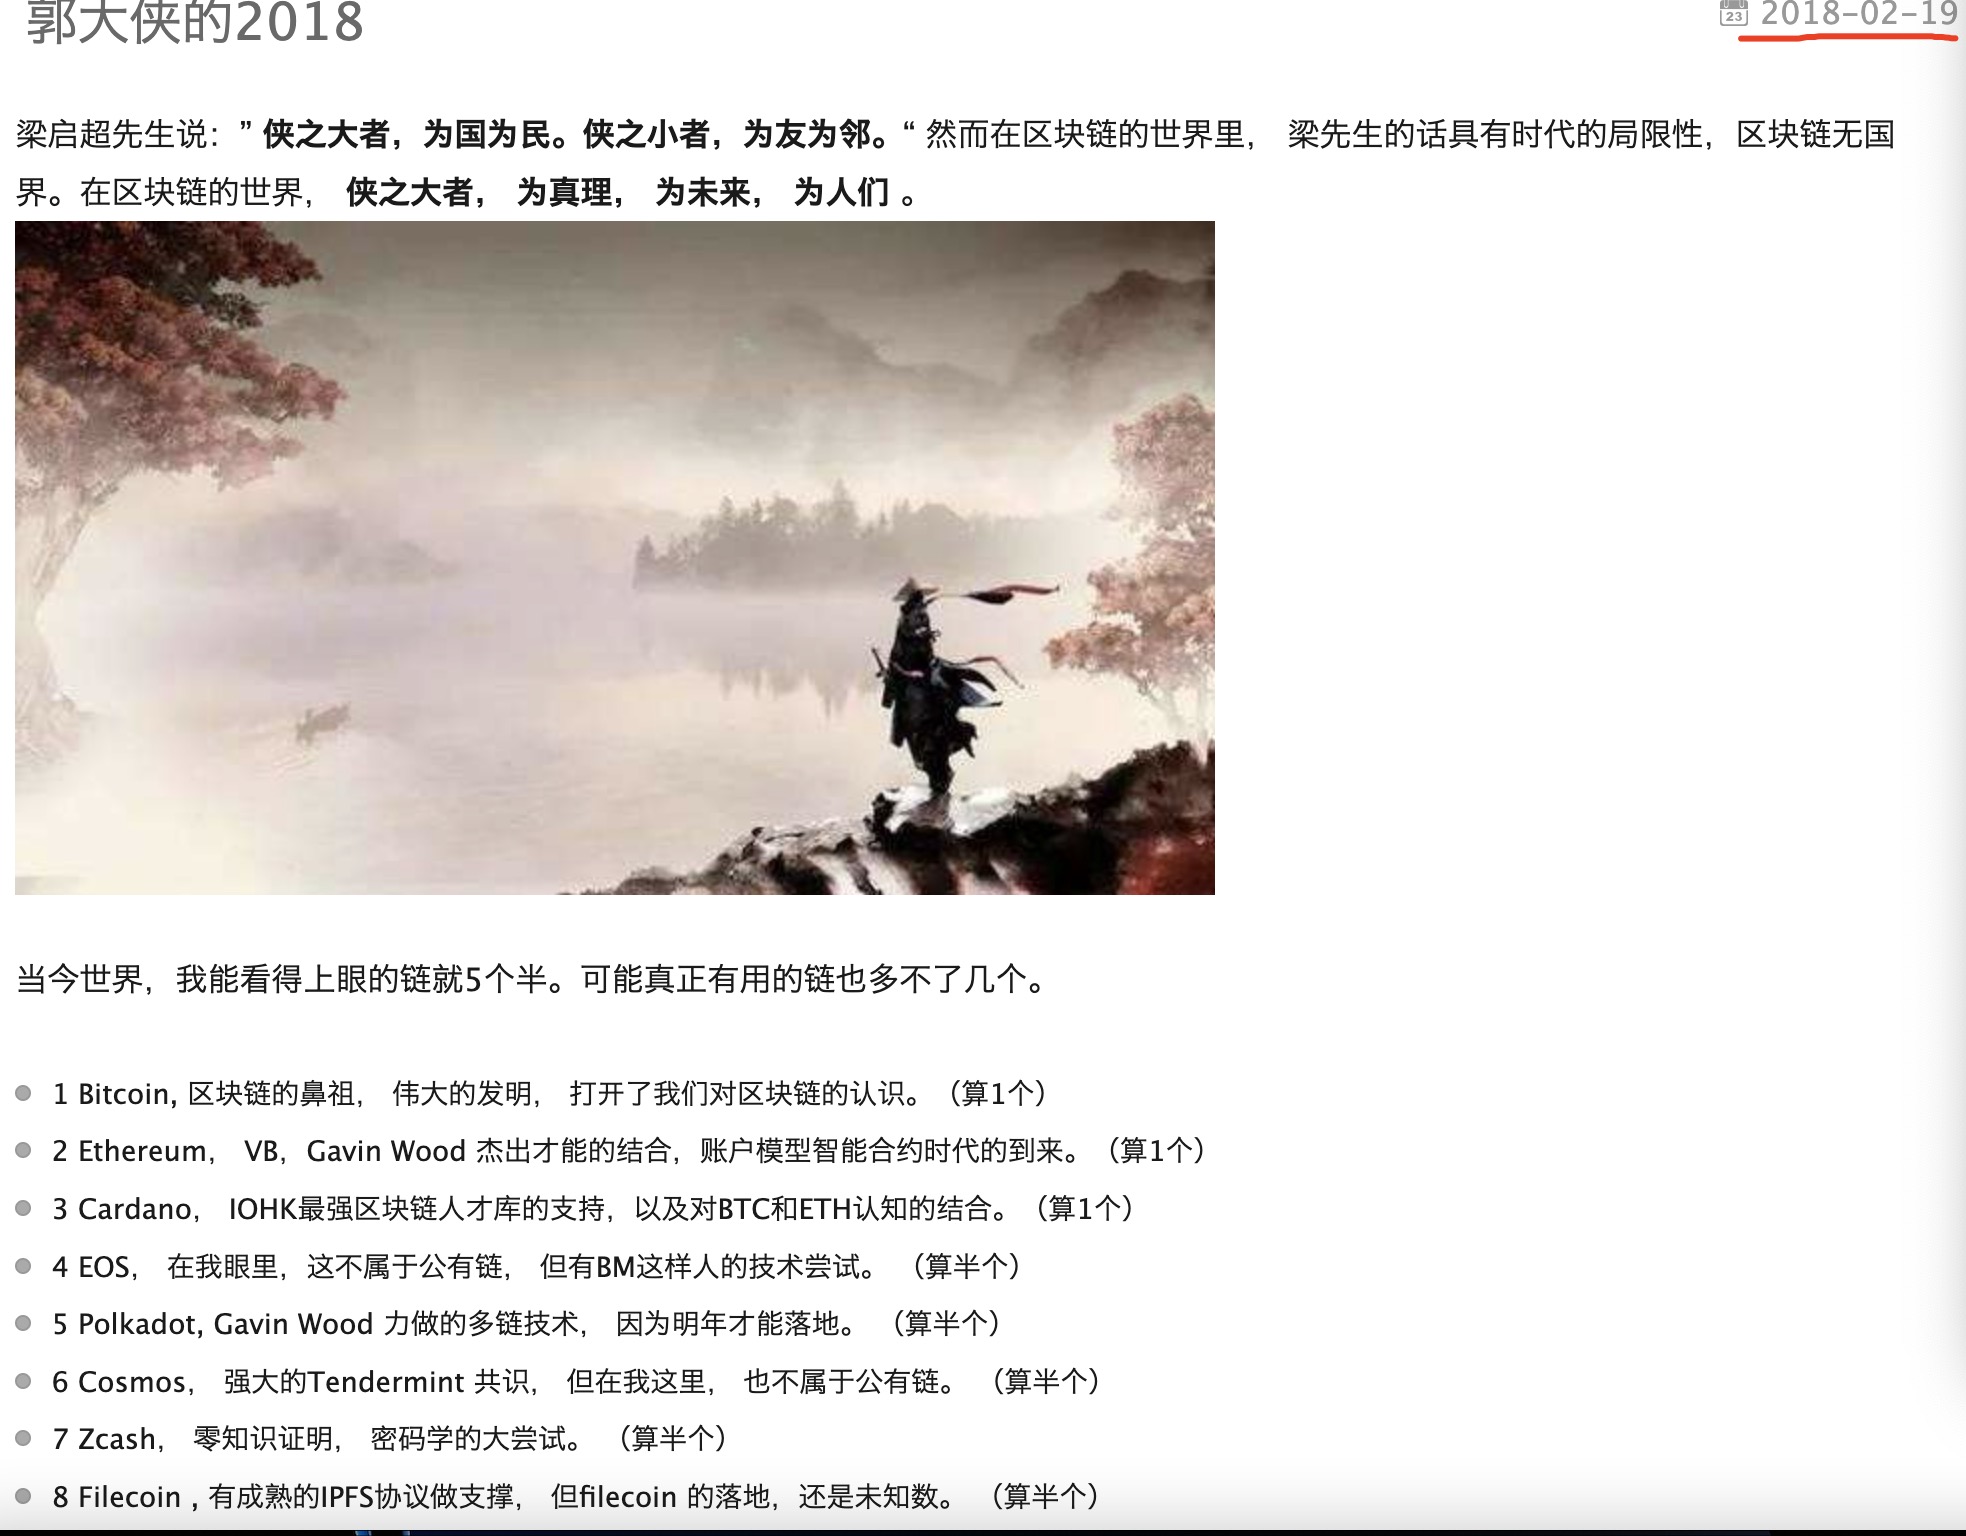 郭大侠的2018
23 2018-02-19
梁启超先生说：” 侠之大者，为国为民。侠之小者，为友为邻。“ 然而在区块链的世界里， 梁先生的话具有时代的局限性，区块链无国
界。在区块链的世界， 侠之大者， 为真理， 为未来， 为人们 。
当今世界，我能看得上眼的链就5个半。可能真正有用的链也多不了几个。
1 Bitcoin, 区块链的鼻祖， 伟大的发明， 打开了我们对区块链的认识。（算1个）
2 Ethereum， VB，Gavin Wood 杰出才能的结合，账户模型智能合约时代的到来。（算1个）
3 Cardano， IOHK最强区块链人才库的支持，以及对BTC和ETH认知的结合。（算1个）
4 EOS， 在我眼里，这不属于公有链， 但有BM这样人的技术尝试。 （算半个）
5 Polkadot, Gavin Wood 力做的多链技术， 因为明年才能落地。 （算半个）
6 Cosmos， 强大的Tendermint 共识， 但在我这里， 也不属于公有链。 （算半个）
7 Zcash， 零知识证明， 密码学的大尝试。 （算半个）
8 Filecoin , 有成熟的IPFS协议做支撑， 但filecoin 的落地，还是未知数。 （算半个）